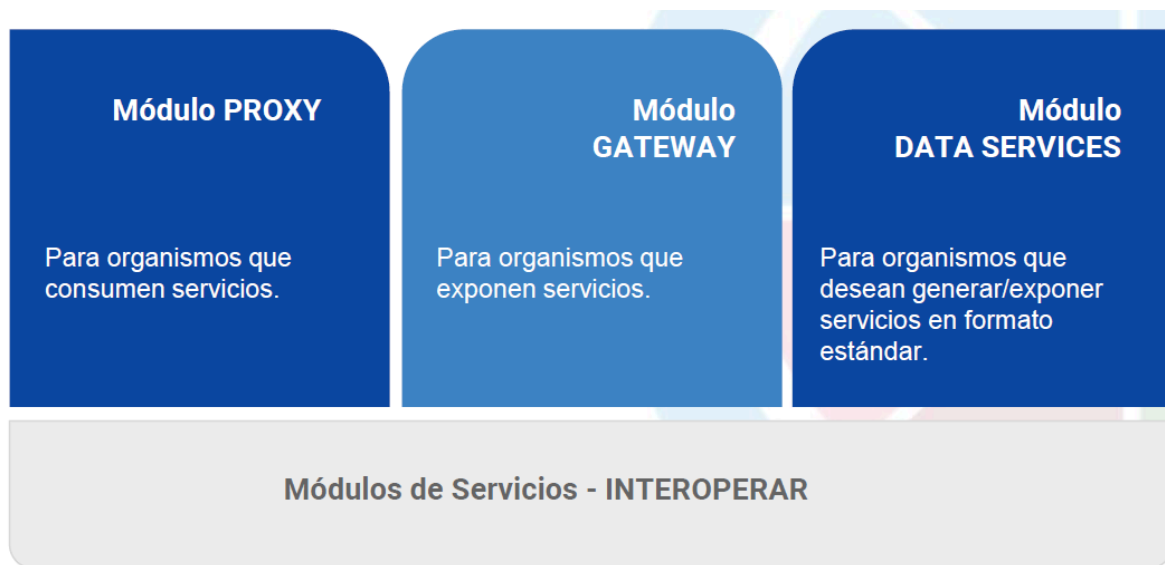 Módulo PROXY
Para organismos que
consumen servicios.
Módulo
GATEWAY
Para organismos que
exponen servicios.
Módulo
DATA SERVICES
Para organismos que
desean generar/exponer
servicios en formato
estándar.
Módulos de Servicios - INTEROPERAR